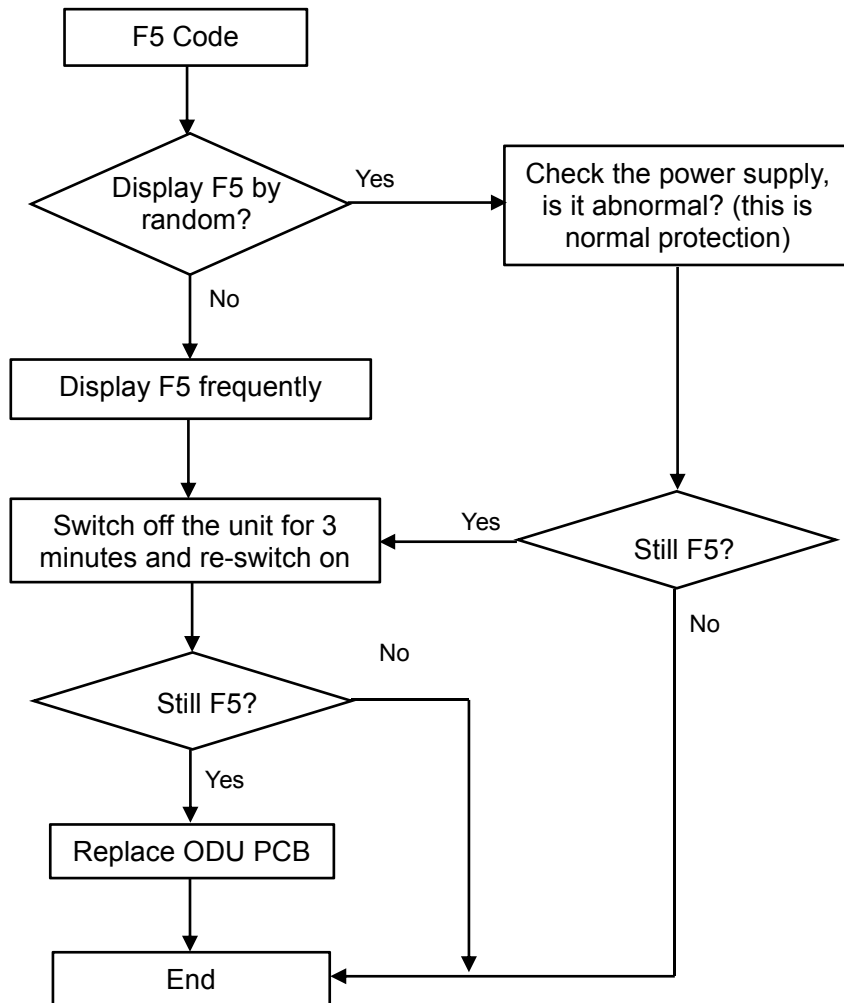 F5 Code
Display F5 by
random?
Yes
Check the power supply,
is it abnormal? (this is
normal protection)
No
Display F5 frequently
Switch off the unit for 3
minutes and re-switch on
Yes
Still F5?
No
No
Still F5?
Yes
Replace ODU PCB
End